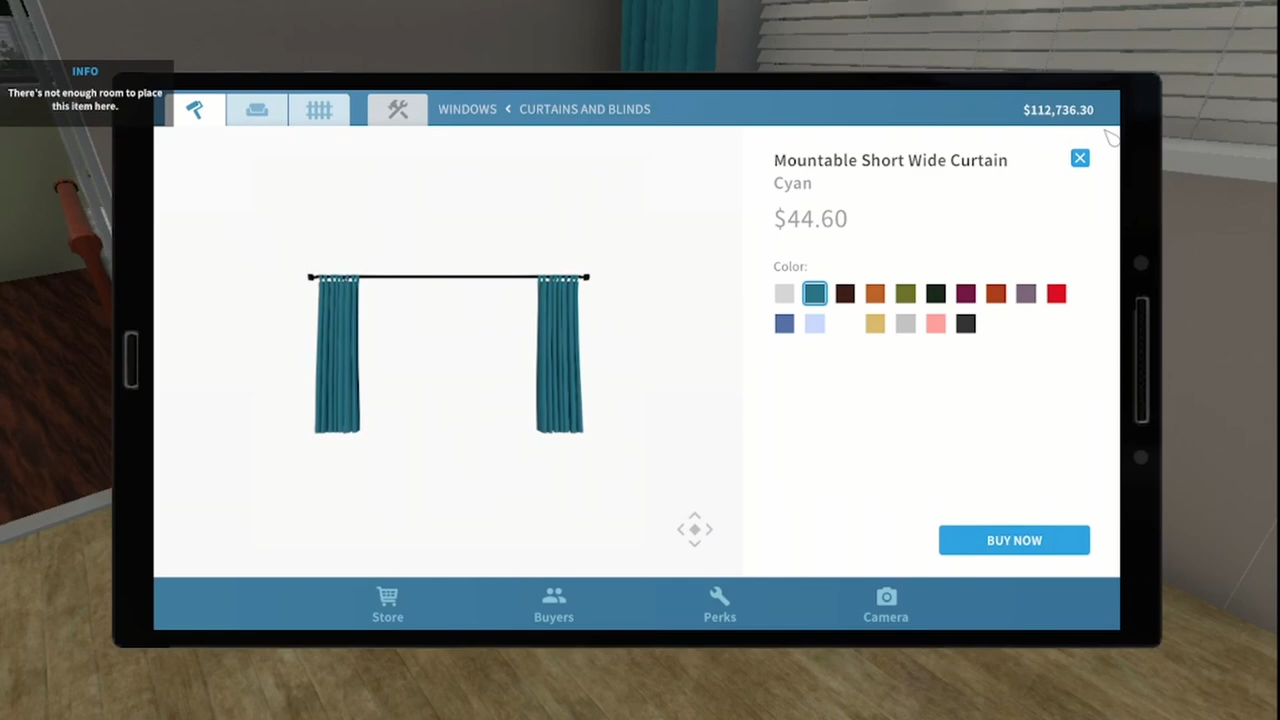 INFO
There's not enough room to place
this item here.
WINDOWS < CURTAINS AND BLINDS
$112,736.30
Mountable Short Wide Curtain
Cyan
$44.60
Color:
BUY NOW
Store
Buyers
Perks
Camera